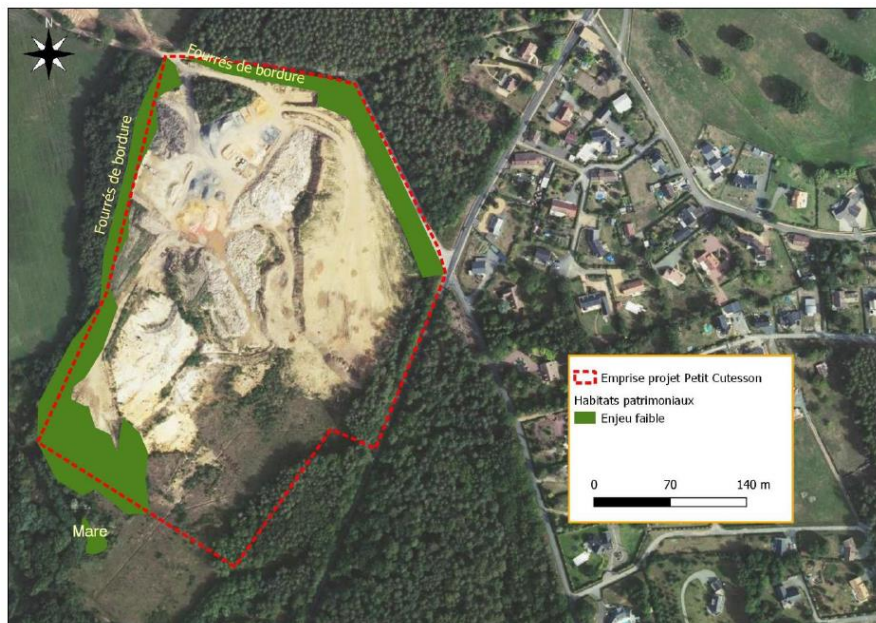 N
Fourrés de bordure
Fourrés de bordure
Mare
Emprise projet Petit Cutesson
Habitats patrimoniaux
Enjeu faible
0 70 140 m